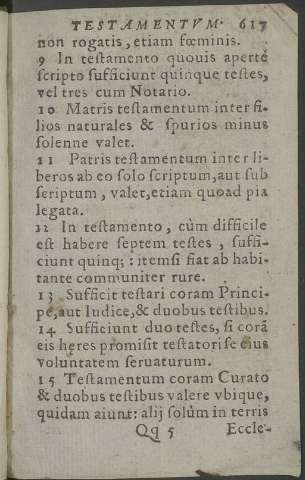 TESTAMENTVM. 617
non rogatis, etiam fœminis.
9 In testamento quouis apertè
scripto sufficiunt quinque testes,
vel tres cum Notario.
10 Matris testamentum inter fi-
lios naturales & spurios minus
solenne valet.
11 Patris testamentum inter li-
beros ab eo solo scriptum, aut sub
scriptum, valet, etiam quoad pia
legata.
12 In testamento, cùm difficile
est habere septem testes, suffi-
ciunt quinq;: item si fiat ab habi-
tante communiter rure.
13 Sufficit testari coram Princi-
pe, aut Iudice, & duobus testibus.
14 Sufficiunt duo testes, si corā
eis heres promisit testatori se eius
voluntatem seruaturum.
15 Testamentum coram Curato
& duobus testibus valere vbique,
quidam aiunt: alij solùm in terris
Qq 5 Eccle-